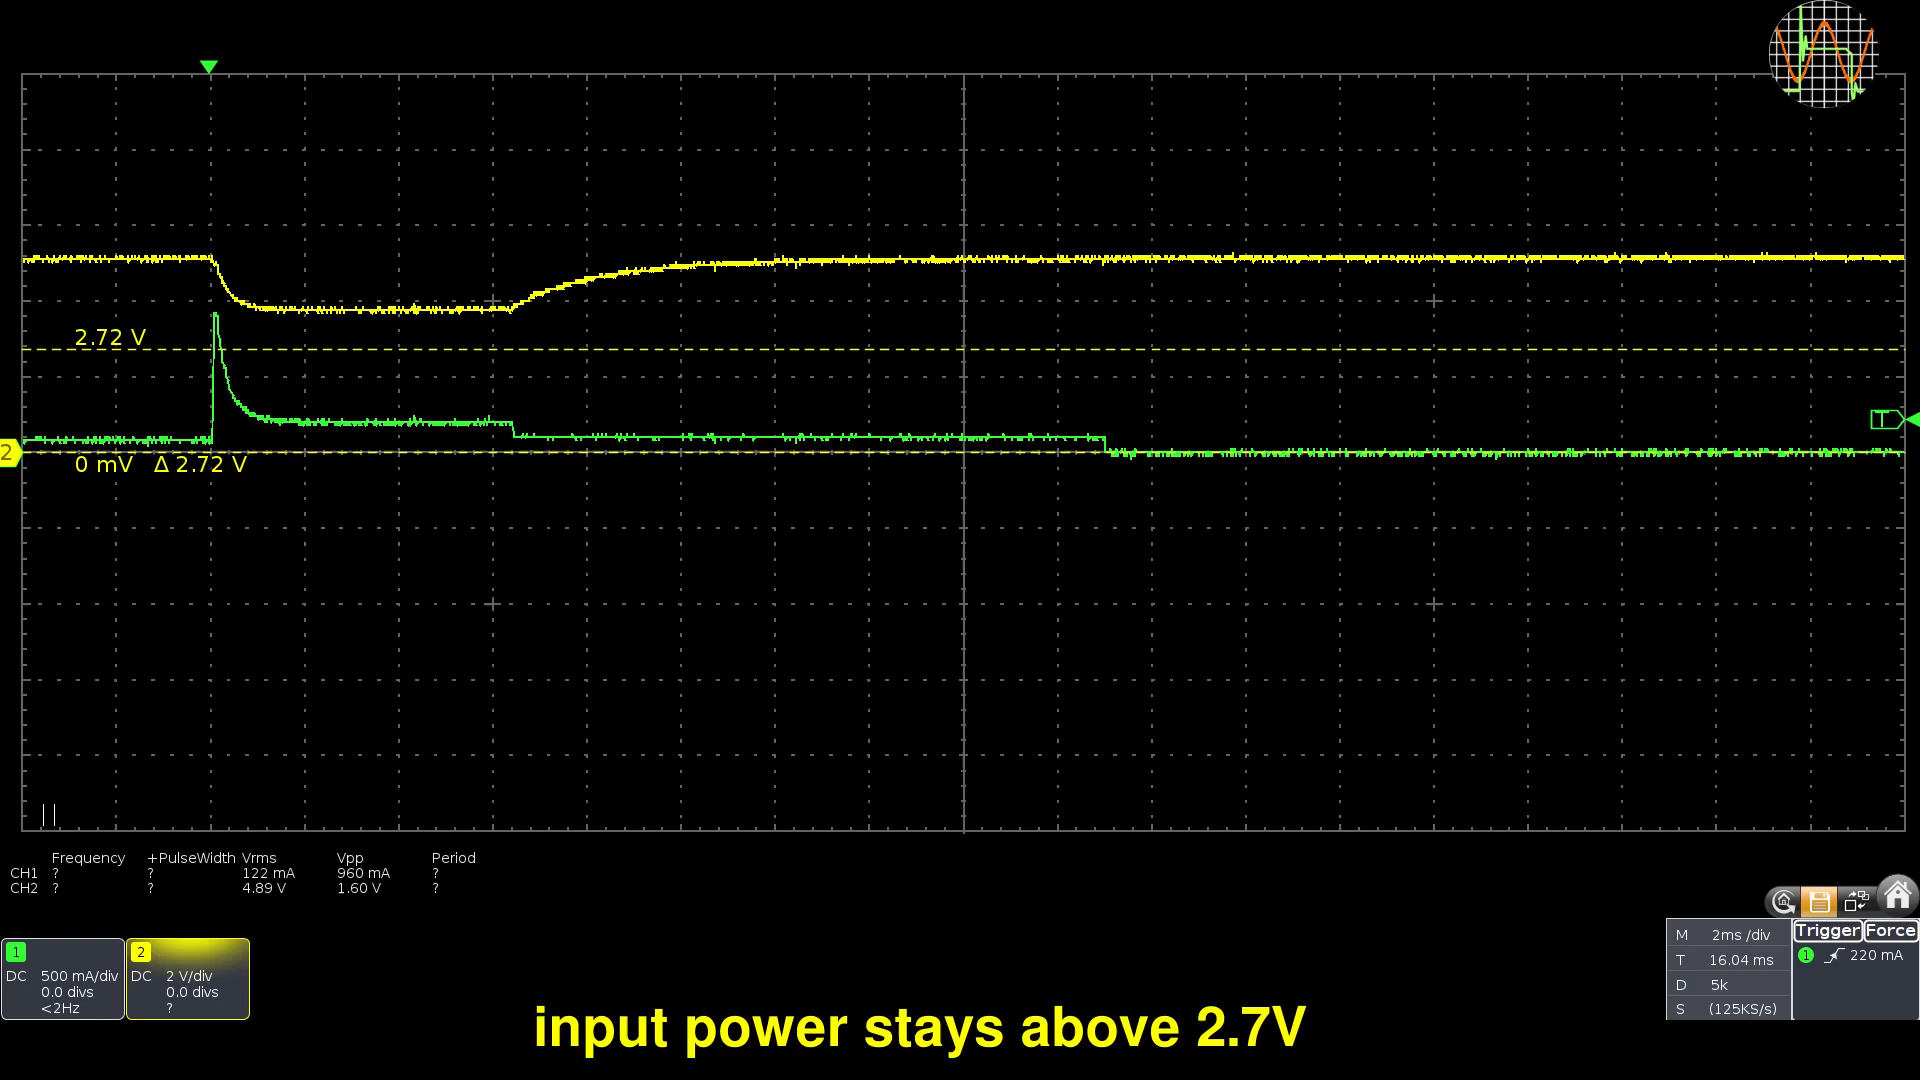 2.72 V
T
2
0 mV Δ 2.72 V
Frequency +PulseWidth Vrms Vpp Period
CH1 ? ? 122 mA 960 mA ?
CH2 ? ? 4.89 V 1.60 V ?
1
DC 500 mA/div
0.0 divs
<2Hz
2
DC 2 V/div
0.0 divs
?
M 2ms /div
T 16.04 ms
D 5k
S (125KS/s)
Trigger Force
1 220 mA
input power stays above 2.7V